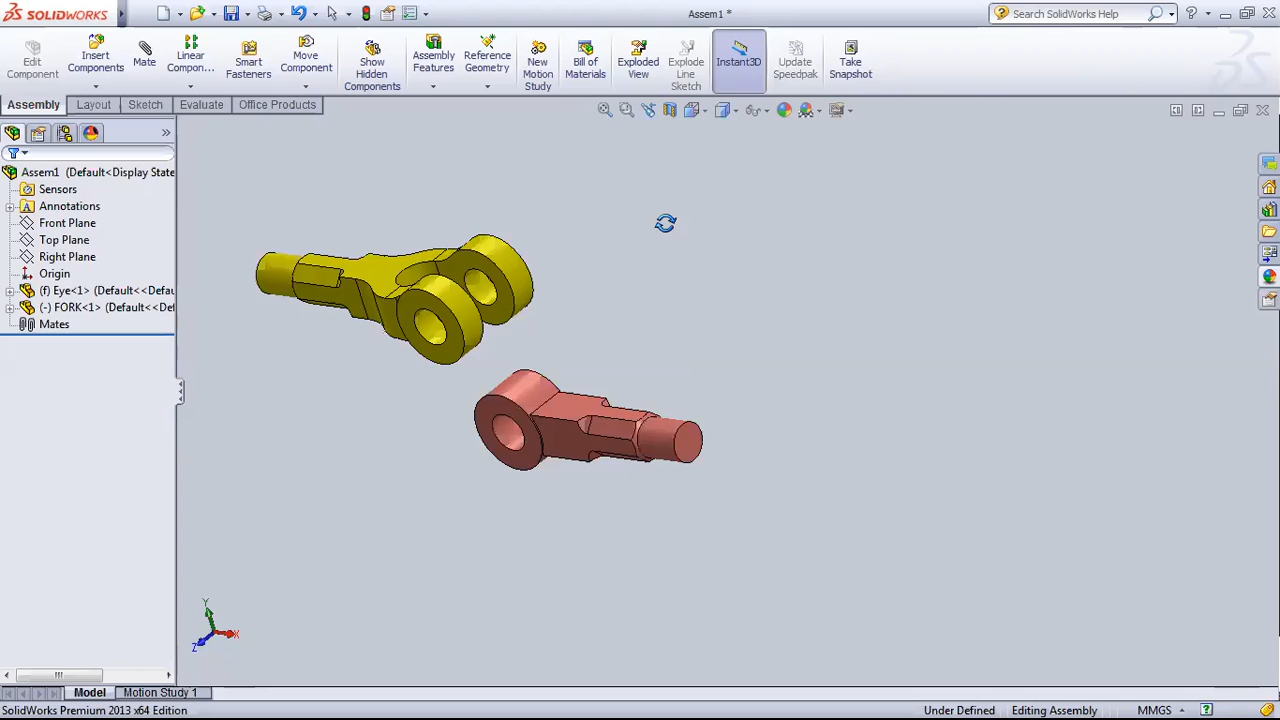 SOLIDWORKS
Assem1 *
Search SolidWorks Help
Edit Component
Insert Components
Mate
Linear Compon...
Smart Fasteners
Move Component
Show Hidden Components
Assembly Features
Reference Geometry
New Motion Study
Bill of Materials
Exploded View
Explode Line Sketch
Instant3D
Update Speedpak
Take Snapshot
Assembly
Layout
Sketch
Evaluate
Office Products
Assem1 (Default<Display State
Sensors
Annotations
Front Plane
Top Plane
Right Plane
Origin
(f) Eye<1> (Default<<Defau
(-) FORK<1> (Default<<Def
Mates
Y
X
Z
Model
Motion Study 1
SolidWorks Premium 2013 x64 Edition
Under Defined
Editing Assembly
MMGS